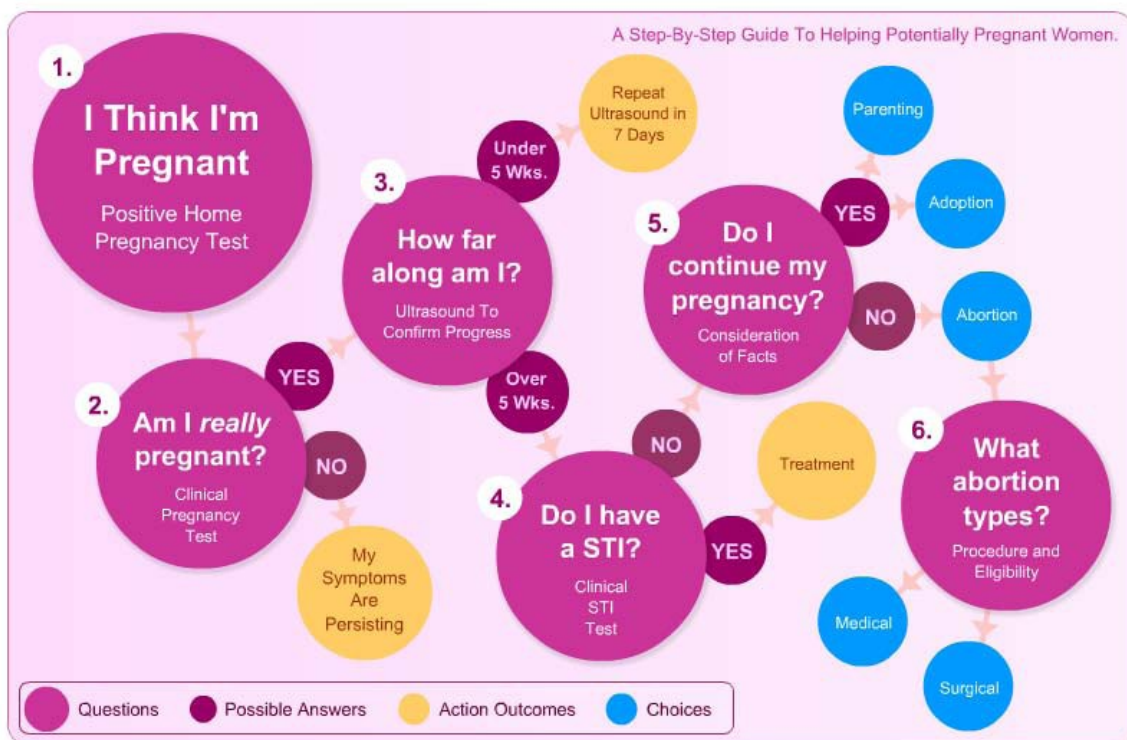 A Step-By-Step Guide To Helping Potentially Pregnant Women.
1.
I Think I'm
Pregnant
Positive Home
Pregnancy Test
2.
Am I really
pregnant?
Clinical
Pregnancy
Test
YES
NO
My
Symptoms
Are
Persisting
3.
How far
along am I?
Ultrasound To
Confirm Progress
Under
5 Wks.
Repeat
Ultrasound in
7 Days
Over
5 Wks.
4.
Do I have
a STI?
Clinical
STI
Test
NO
YES
Treatment
5.
Do I
continue my
pregnancy?
Consideration
of Facts
YES
Parenting
Adoption
NO
Abortion
6.
What
abortion
types?
Procedure and
Eligibility
Medical
Surgical
Questions
Possible Answers
Action Outcomes
Choices